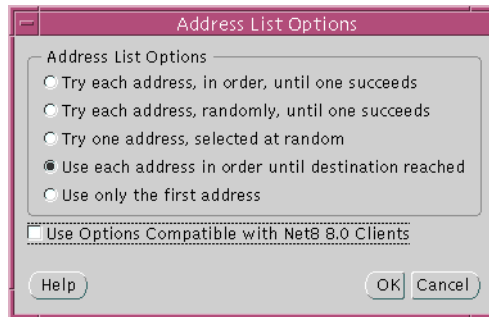 Address List Options
Address List Options
Try each address, in order, until one succeeds
Try each address, randomly, until one succeeds
Try one address, selected at random
Use each address in order until destination reached
Use only the first address
Use Options Compatible with Net8 8.0 Clients
Help
OK Cancel